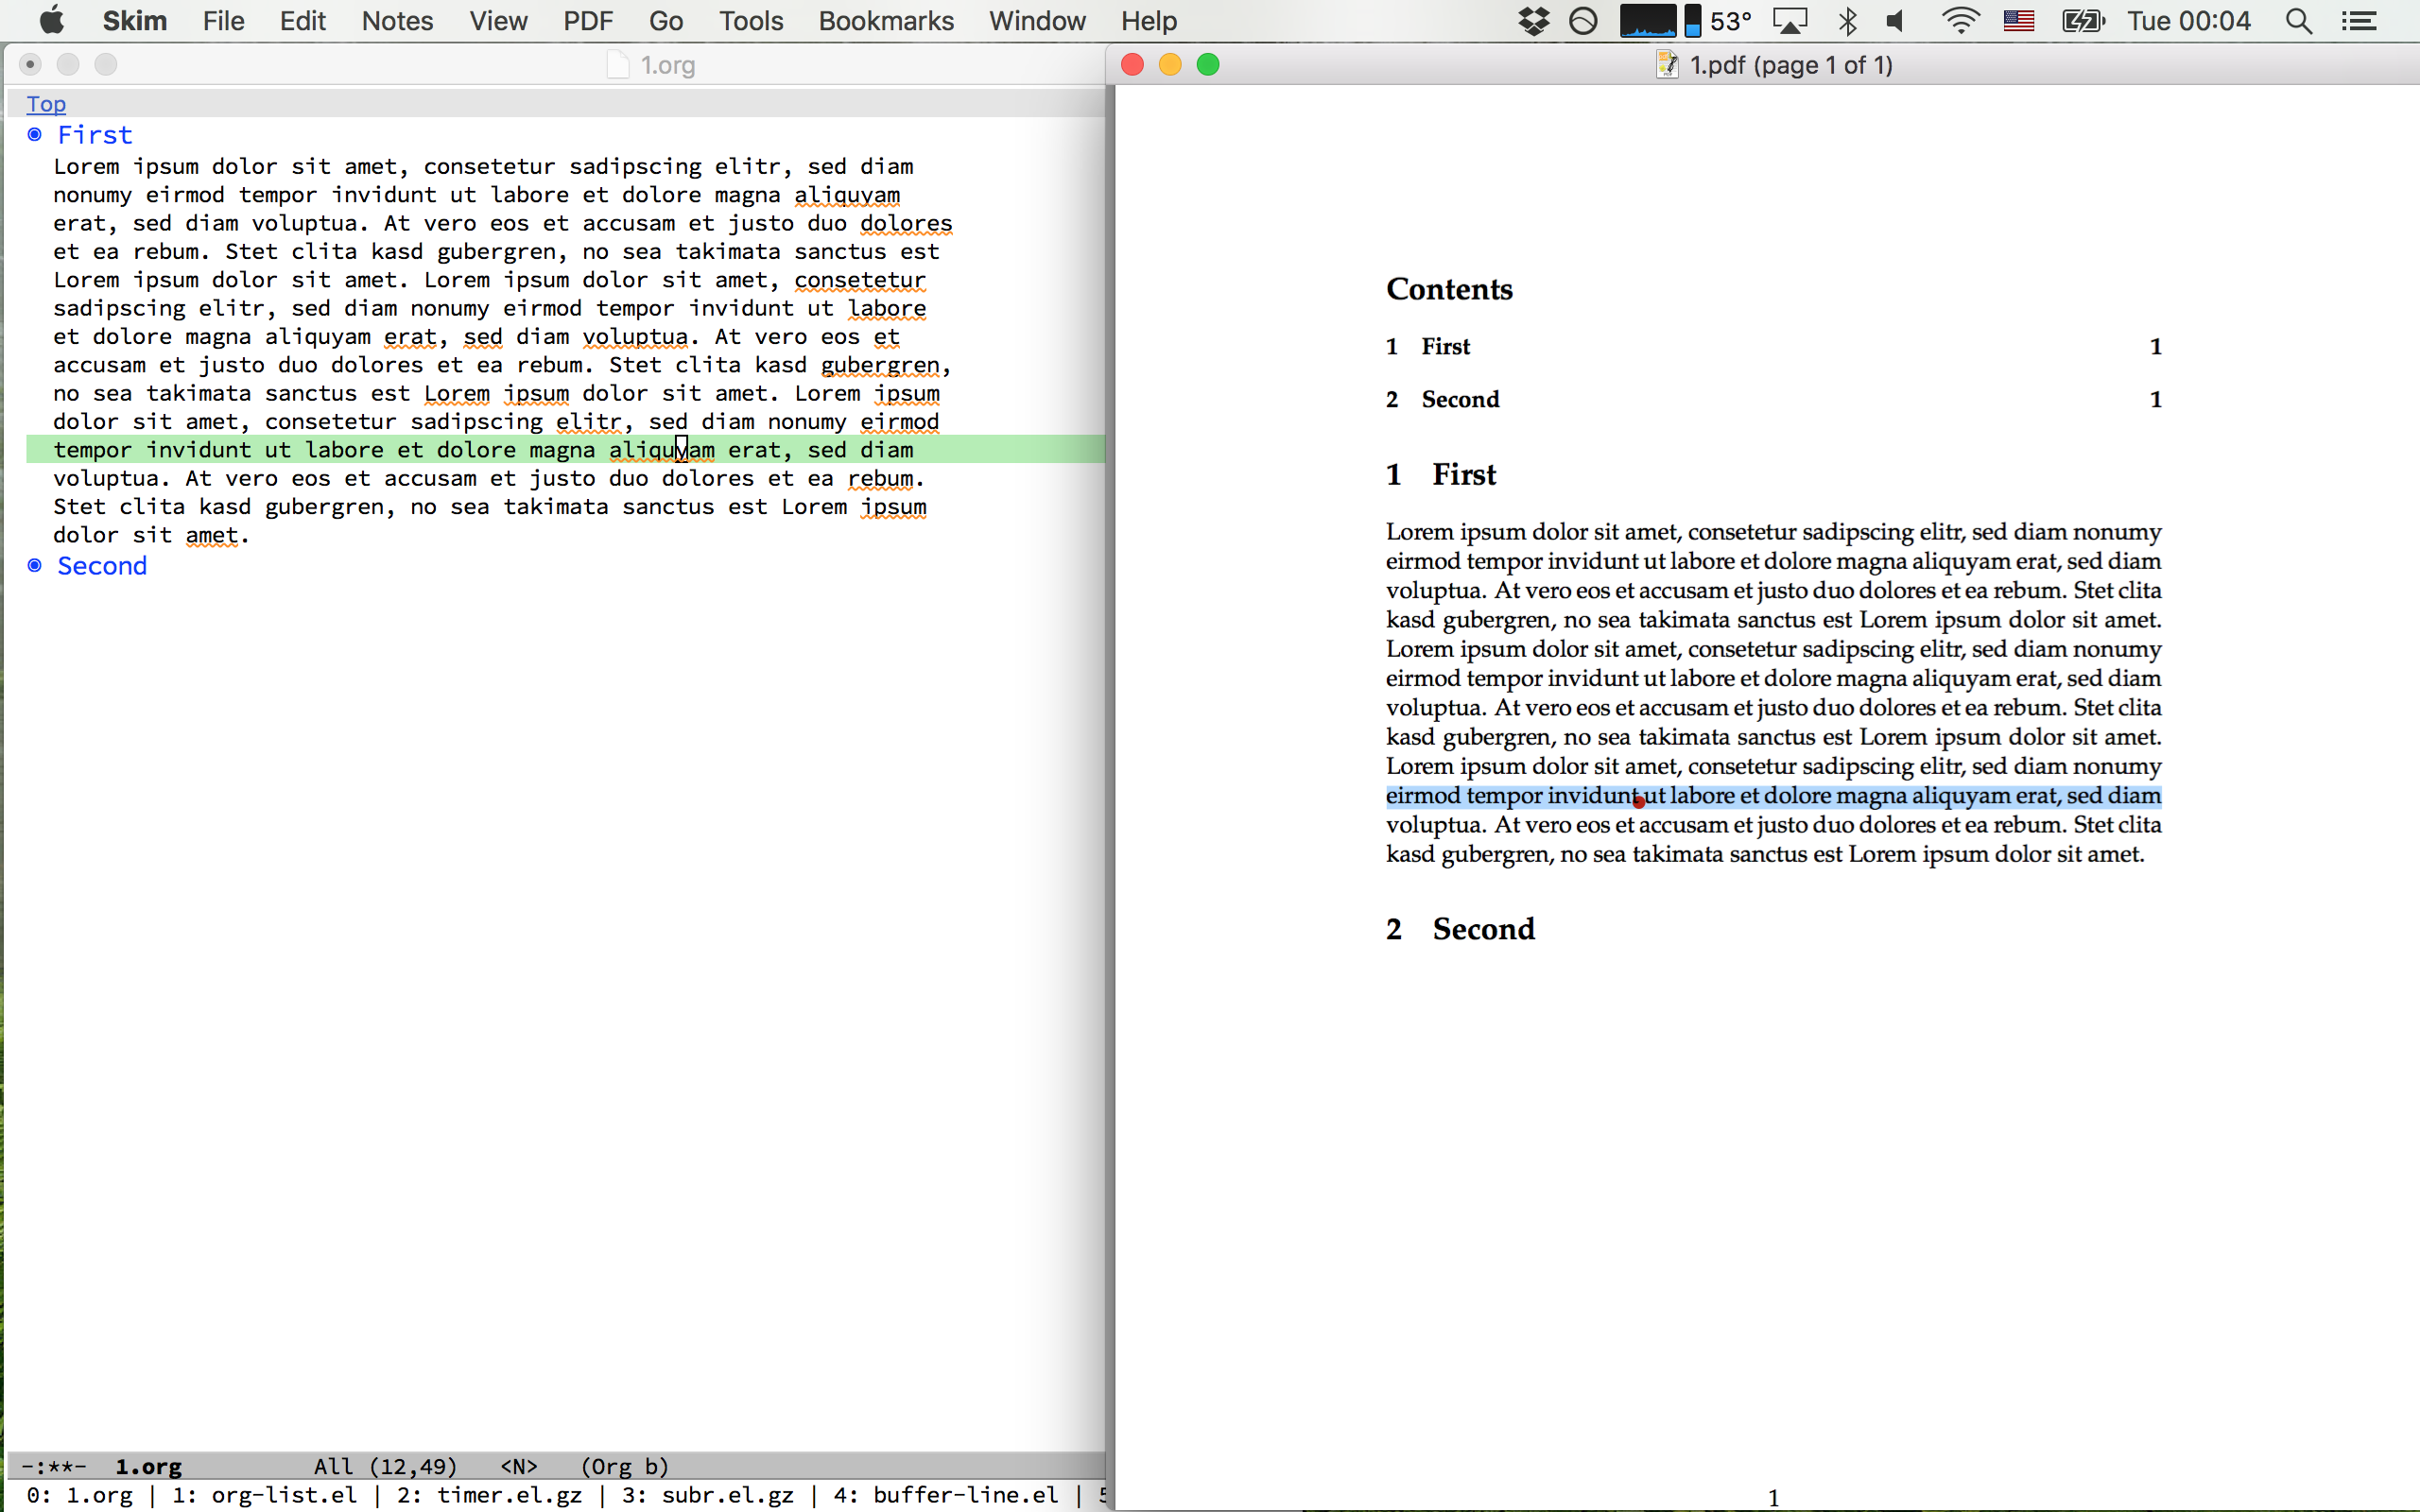 Skim File Edit Notes View PDF Go Tools Bookmarks Window Help 53° Tue 00:04
1.org
Top
First
Lorem ipsum dolor sit amet, consetetur sadipscing elitr, sed diam
nonumy eirmod tempor invidunt ut labore et dolore magna aliquyam
erat, sed diam voluptua. At vero eos et accusam et justo duo dolores
et ea rebum. Stet clita kasd gubergren, no sea takimata sanctus est
Lorem ipsum dolor sit amet. Lorem ipsum dolor sit amet, consetetur
sadipscing elitr, sed diam nonumy eirmod tempor invidunt ut labore
et dolore magna aliquyam erat, sed diam voluptua. At vero eos et
accusam et justo duo dolores et ea rebum. Stet clita kasd gubergren,
no sea takimata sanctus est Lorem ipsum dolor sit amet. Lorem ipsum
dolor sit amet, consetetur sadipscing elitr, sed diam nonumy eirmod
tempor invidunt ut labore et dolore magna aliquyam erat, sed diam
voluptua. At vero eos et accusam et justo duo dolores et ea rebum.
Stet clita kasd gubergren, no sea takimata sanctus est Lorem ipsum
dolor sit amet.
Second
-:**- 1.org All (12,49) <N> (Org b)
0: 1.org | 1: org-list.el | 2: timer.el.gz | 3: subr.el.gz | 4: buffer-line.el | 5
1.pdf (page 1 of 1)
Contents
1 First 1
2 Second 1
1 First
Lorem ipsum dolor sit amet, consetetur sadipscing elitr, sed diam nonumy
eirmod tempor invidunt ut labore et dolore magna aliquyam erat, sed diam
voluptua. At vero eos et accusam et justo duo dolores et ea rebum. Stet clita
kasd gubergren, no sea takimata sanctus est Lorem ipsum dolor sit amet.
Lorem ipsum dolor sit amet, consetetur sadipscing elitr, sed diam nonumy
eirmod tempor invidunt ut labore et dolore magna aliquyam erat, sed diam
voluptua. At vero eos et accusam et justo duo dolores et ea rebum. Stet clita
kasd gubergren, no sea takimata sanctus est Lorem ipsum dolor sit amet.
Lorem ipsum dolor sit amet, consetetur sadipscing elitr, sed diam nonumy
eirmod tempor invidunt ut labore et dolore magna aliquyam erat, sed diam
voluptua. At vero eos et accusam et justo duo dolores et ea rebum. Stet clita
kasd gubergren, no sea takimata sanctus est Lorem ipsum dolor sit amet.
2 Second
1